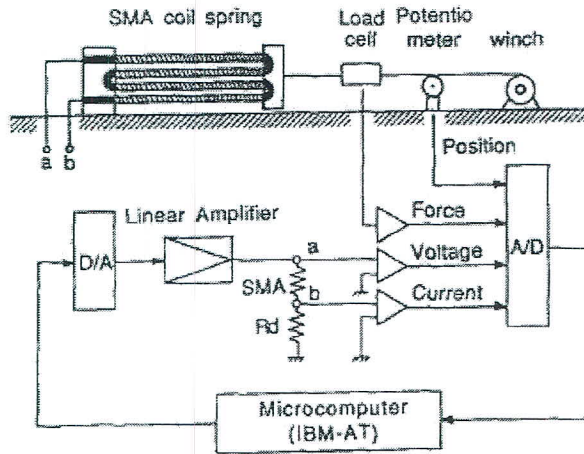 SMA coil spring
Load cell
Potentio meter
winch
a
b
Position
Linear Amplifier
D/A
a
Force
Voltage
A/D
SMA
b
Current
Rd
Microcomputer
(IBM-AT)